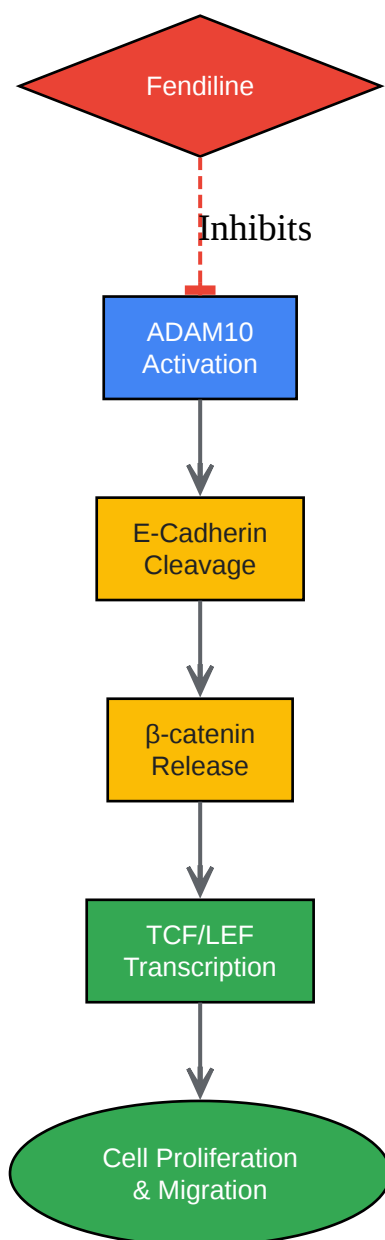 Fendiline
Inhibits
ADAM10
Activation
E-Cadherin
Cleavage
β-catenin
Release
TCF/LEF
Transcription
Cell Proliferation
& Migration